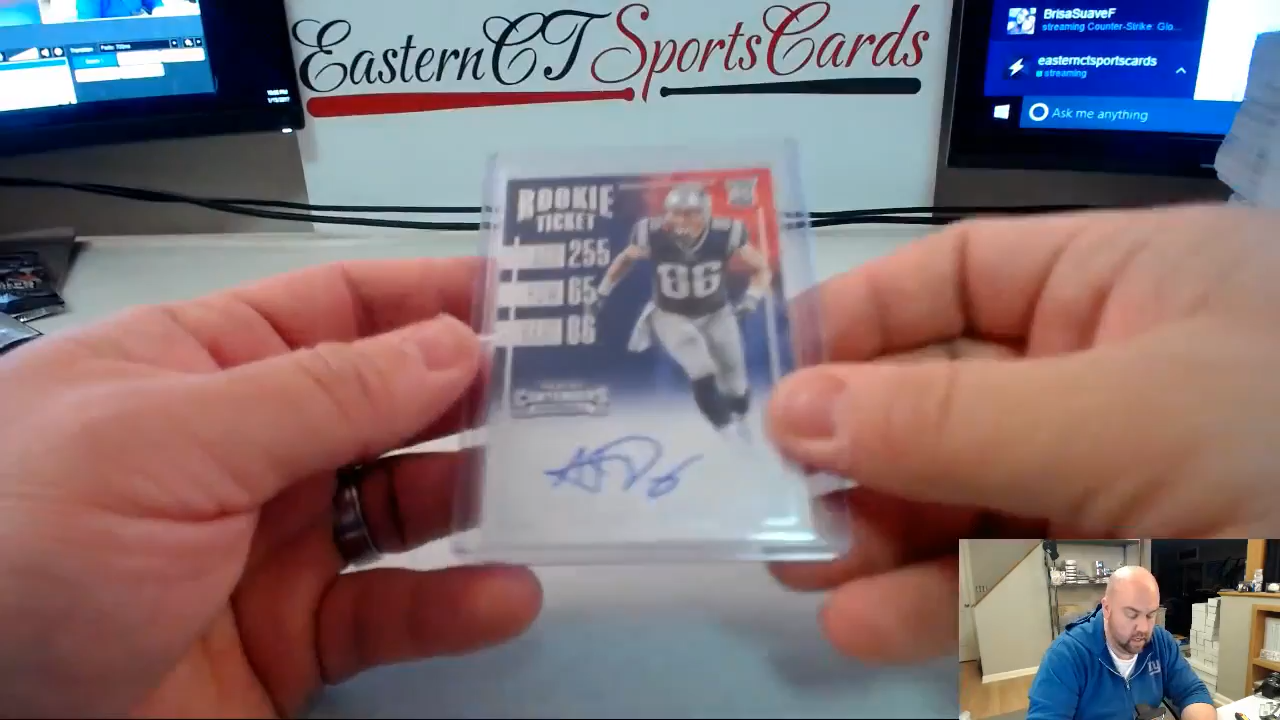 EasternCTSportsCards
BrisaSuaveF
streaming Counter-Strike: Glo...
easternctsportscards
streaming
Ask me anything
ROOKIE
TICKET
255
65
86
86
CONTENDERS